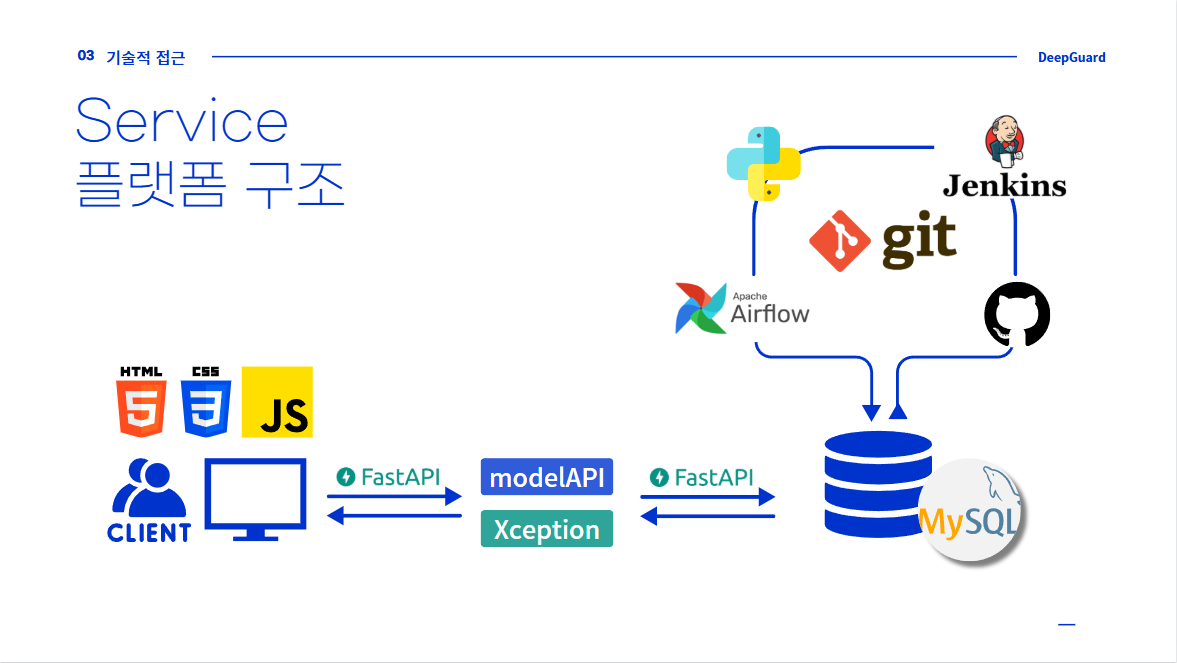 03 기술적 접근
DeepGuard
Service
플랫폼 구조
Jenkins
git
Apache
Airflow
HTML
CSS
5
3
JS
CLIENT
FastAPI
modelAPI
Xception
FastAPI
MySQL